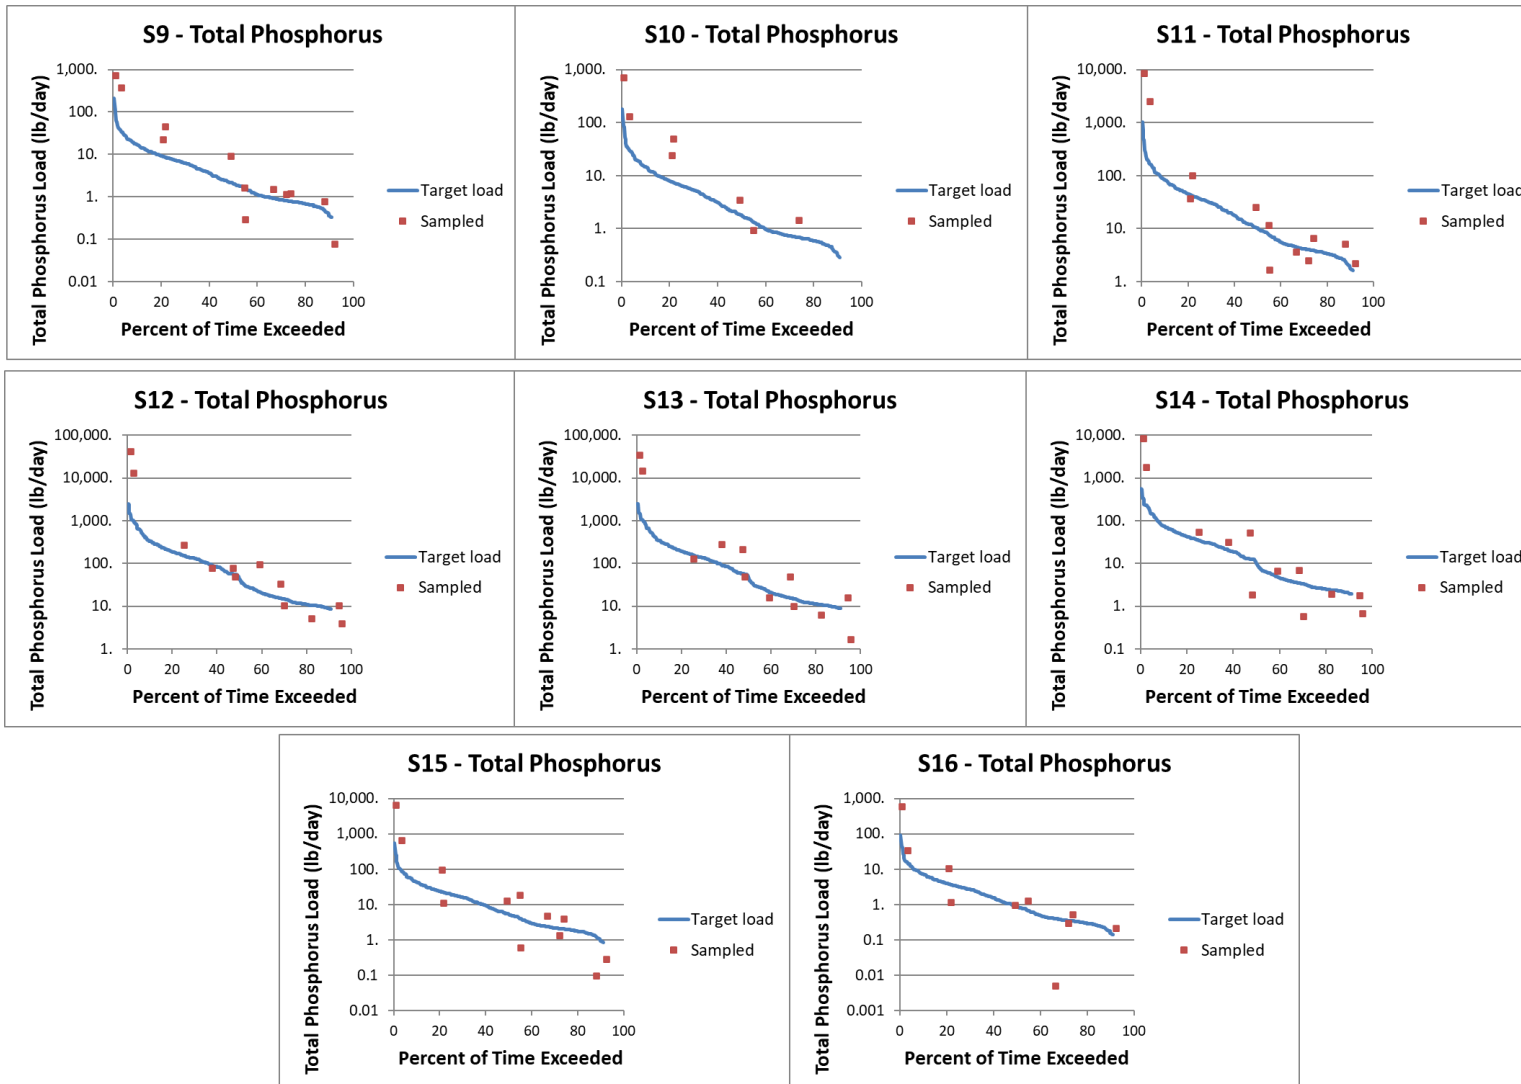 S9 - Total Phosphorus
Total Phosphorus Load (lb/day)
1,000.
100.
10.
1.
0.1
0.01
0 20 40 60 80 100
Percent of Time Exceeded
Target load
Sampled
S10 - Total Phosphorus
Total Phosphorus Load (lb/day)
1,000.
100.
10.
1.
0.1
0 20 40 60 80 100
Percent of Time Exceeded
Target load
Sampled
S11 - Total Phosphorus
Total Phosphorus Load (lb/day)
10,000.
1,000.
100.
10.
1.
0 20 40 60 80 100
Percent of Time Exceeded
Target load
Sampled
S12 - Total Phosphorus
Total Phosphorus Load (lb/day)
100,000.
10,000.
1,000.
100.
10.
1.
0 20 40 60 80 100
Percent of Time Exceeded
Target load
Sampled
S13 - Total Phosphorus
Total Phosphorus Load (lb/day)
100,000.
10,000.
1,000.
100.
10.
1.
0 20 40 60 80 100
Percent of Time Exceeded
Target load
Sampled
S14 - Total Phosphorus
Total Phosphorus Load (lb/day)
10,000.
1,000.
100.
10.
1.
0.1
0 20 40 60 80 100
Percent of Time Exceeded
Target load
Sampled
S15 - Total Phosphorus
Total Phosphorus Load (lb/day)
10,000.
1,000.
100.
10.
1.
0.1
0.01
0 20 40 60 80 100
Percent of Time Exceeded
Target load
Sampled
S16 - Total Phosphorus
Total Phosphorus Load (lb/day)
1,000.
100.
10.
1.
0.1
0.01
0.001
0 20 40 60 80 100
Percent of Time Exceeded
Target load
Sampled